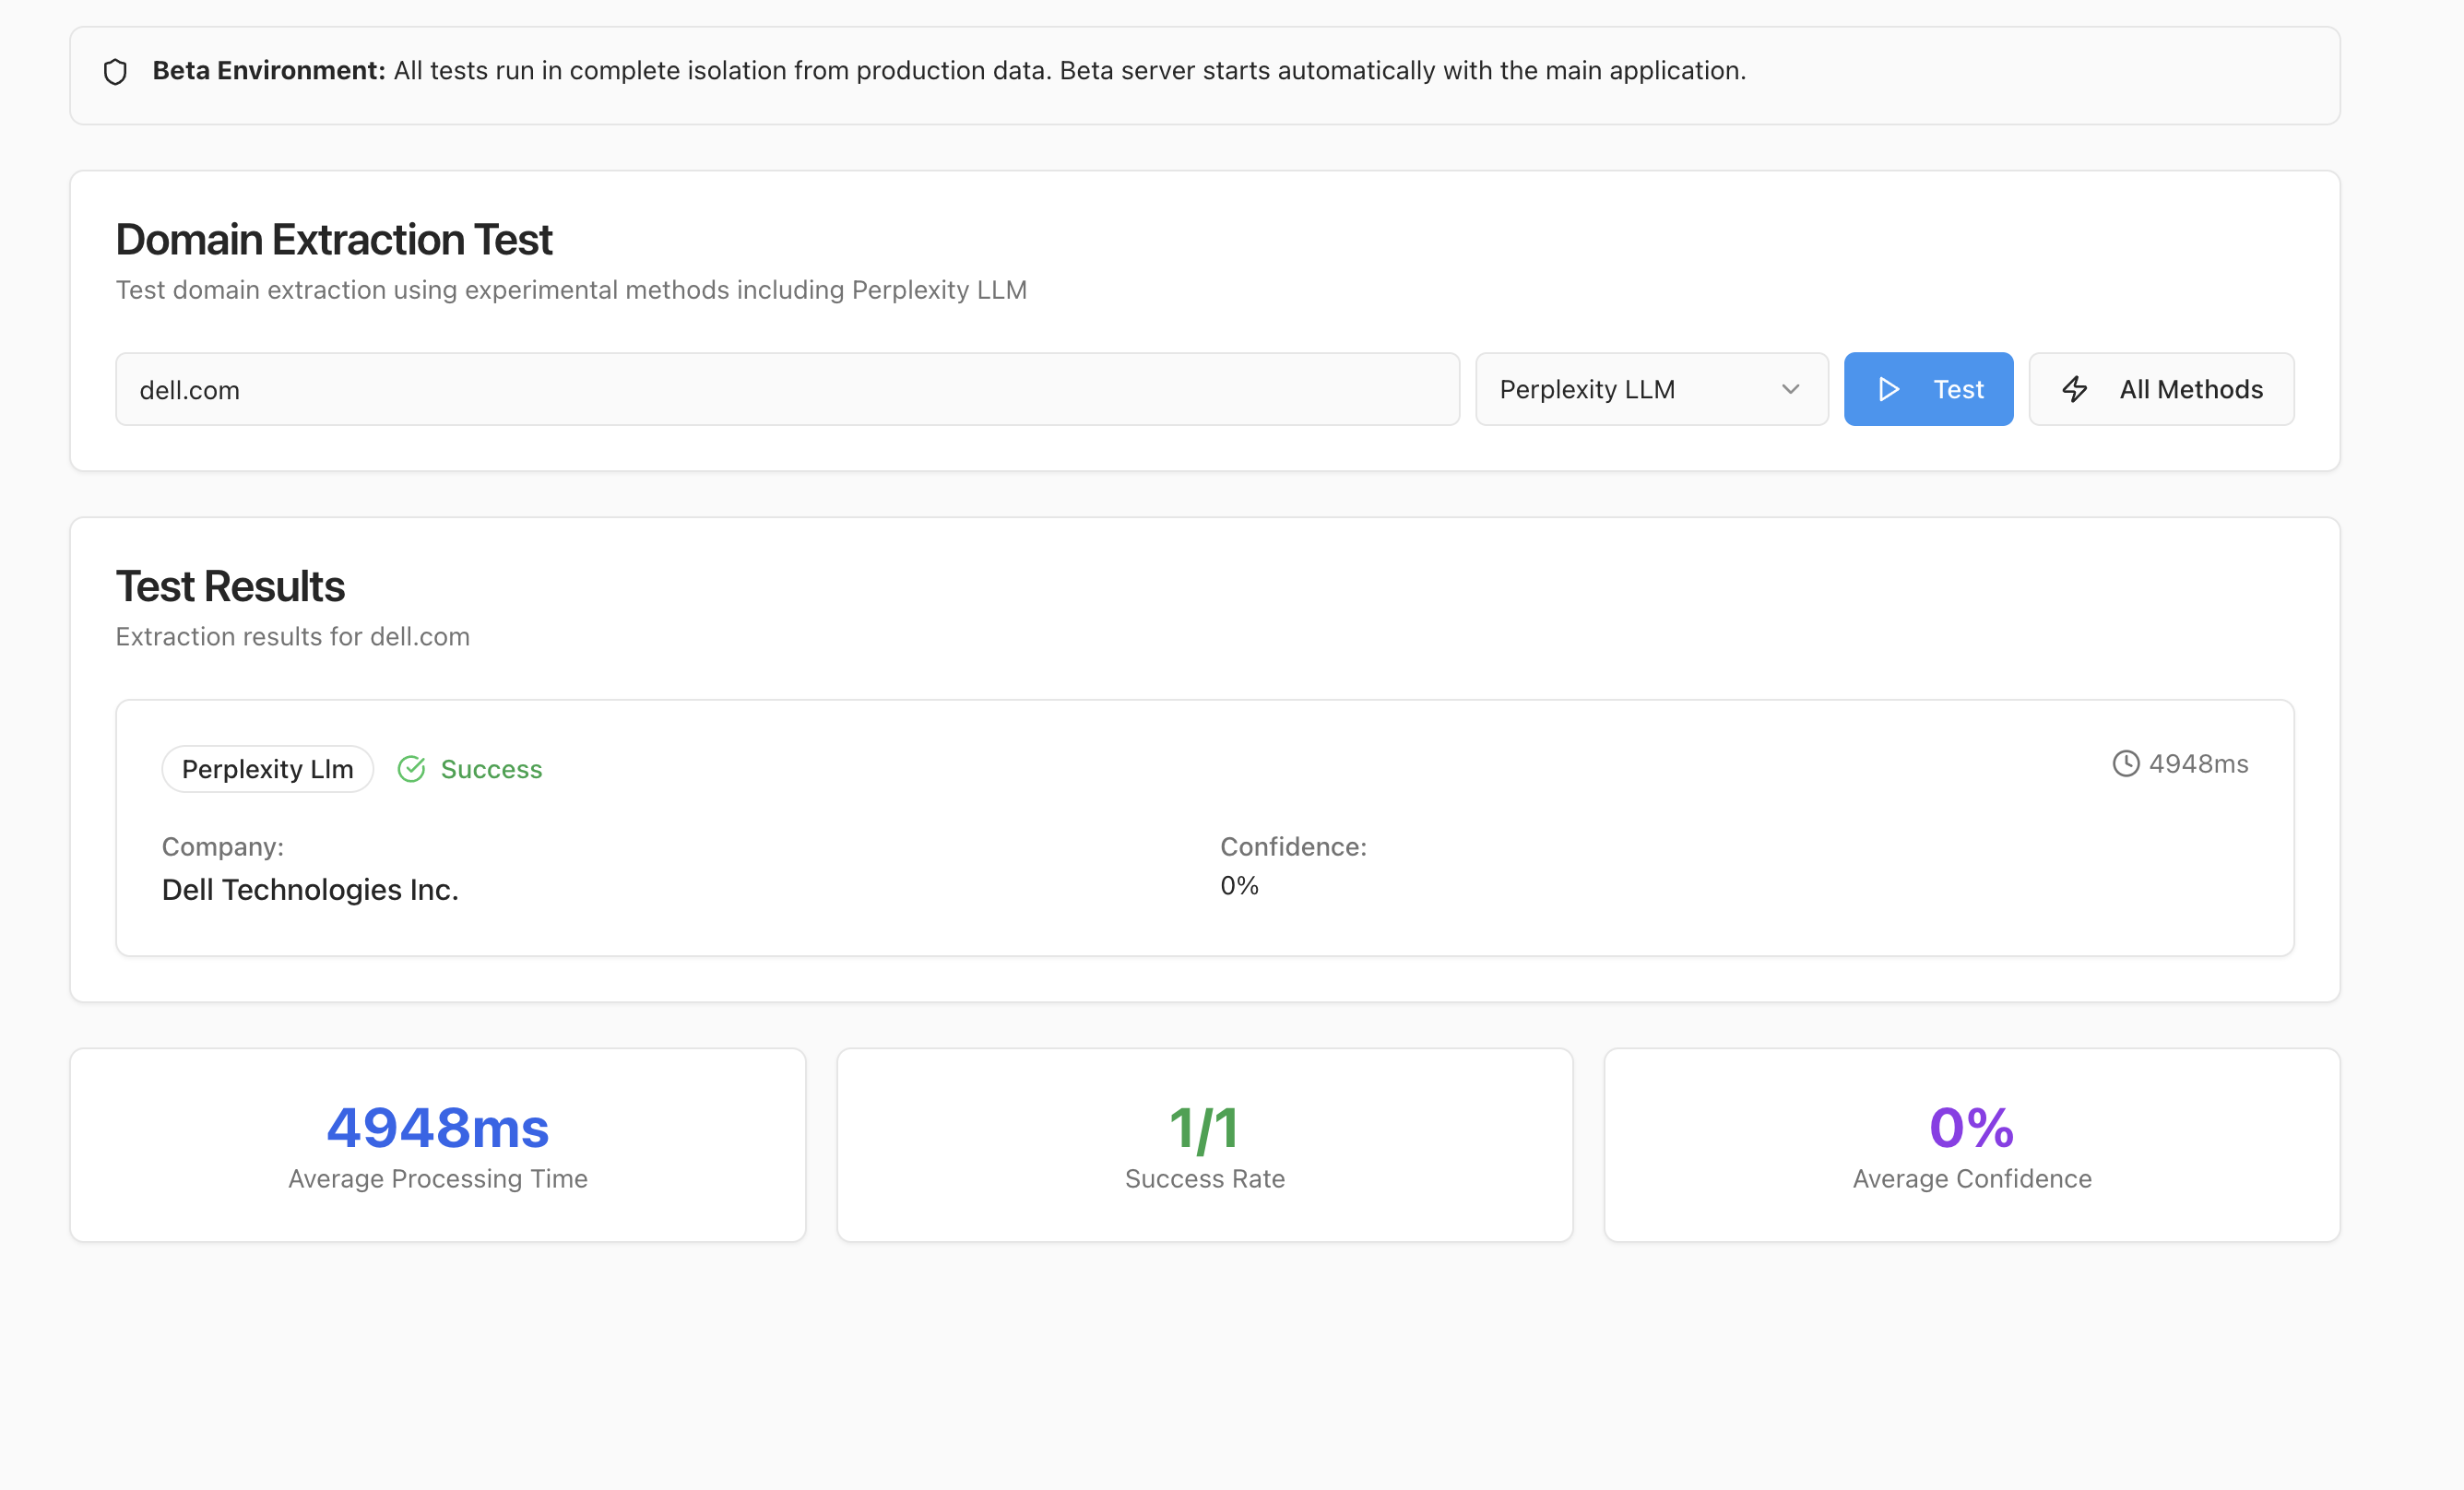 Beta Environment: All tests run in complete isolation from production data. Beta server starts automatically with the main application.
Domain Extraction Test
Test domain extraction using experimental methods including Perplexity LLM
dell.com
Perplexity LLM
Test
All Methods
Test Results
Extraction results for dell.com
Perplexity Llm
Success
4948ms
Company:
Confidence:
Dell Technologies Inc.
0%
4948ms
Average Processing Time
1/1
Success Rate
0%
Average Confidence